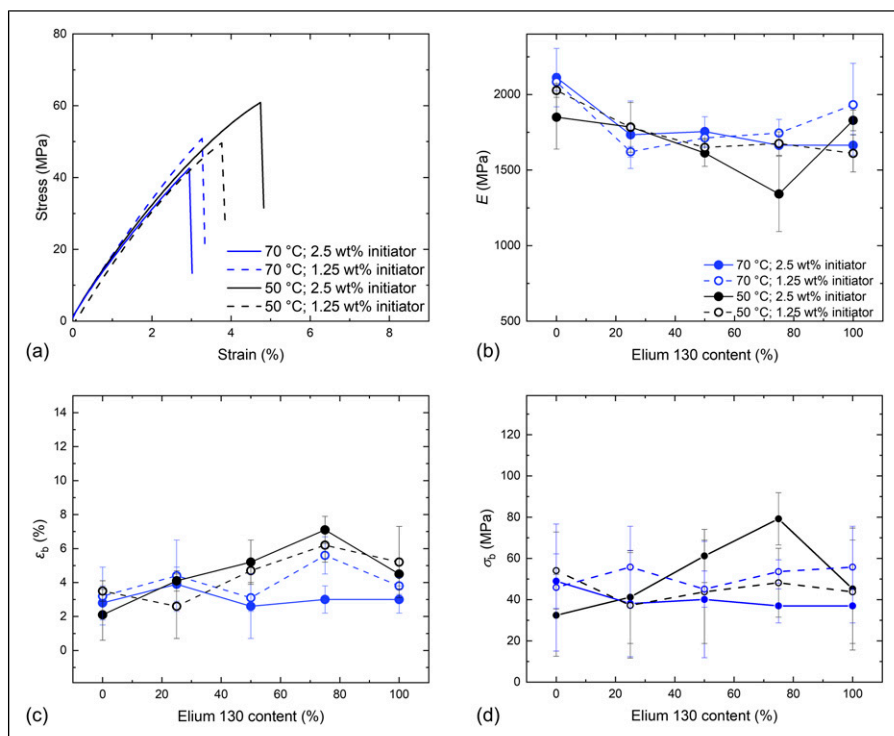 80
60
40
20
0
Stress (MPa)
0 2 4 6 8
Strain (%)
70 °C; 2.5 wt% initiator
70 °C; 1.25 wt% initiator
50 °C; 2.5 wt% initiator
50 °C; 1.25 wt% initiator
(a)
2000
1500
1000
500
E (MPa)
0 20 40 60 80 100
Elium 130 content (%)
70 °C; 2.5 wt% initiator
70 °C; 1.25 wt% initiator
50 °C; 2.5 wt% initiator
50 °C; 1.25 wt% initiator
(b)
14
12
10
8
6
4
2
0
εb (%)
0 20 40 60 80 100
Elium 130 content (%)
(c)
120
100
80
60
40
20
0
σb (MPa)
0 20 40 60 80 100
Elium 130 content (%)
(d)